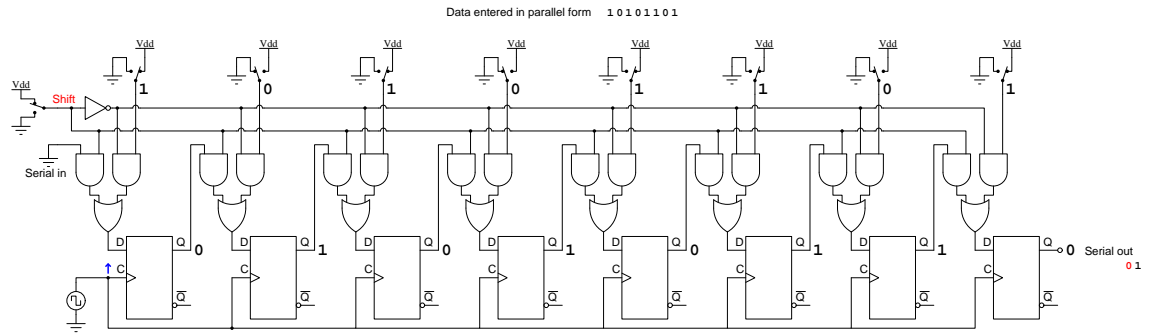 Data entered in parallel form 1 0 1 0 1 1 0 1
Vdd Vdd Vdd Vdd Vdd Vdd Vdd Vdd
1 0 1 0 1 1 0 1
Vdd
Shift
Serial in
D Q 0 D Q 1 D Q 0 D Q 1 D Q 0 D Q 1 D Q 1 D Q 0 Serial out
C C C C C C C C
0 1
Q Q Q Q Q Q Q Q